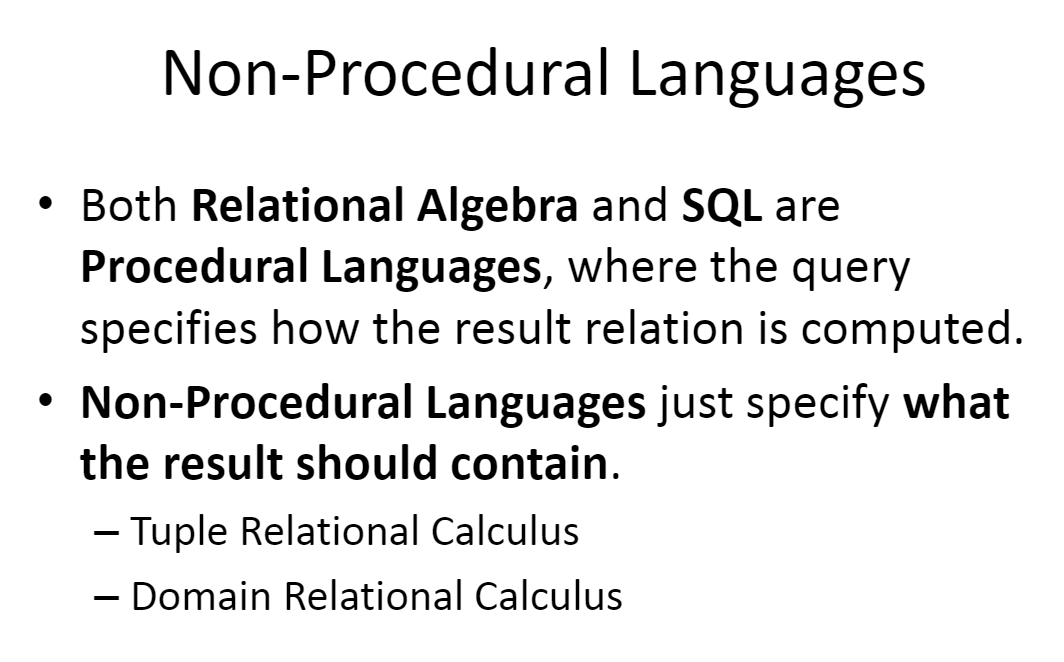 Non-Procedural Languages
• Both Relational Algebra and SQL are
Procedural Languages, where the query
specifies how the result relation is computed.
• Non-Procedural Languages just specify what
the result should contain.
– Tuple Relational Calculus
– Domain Relational Calculus